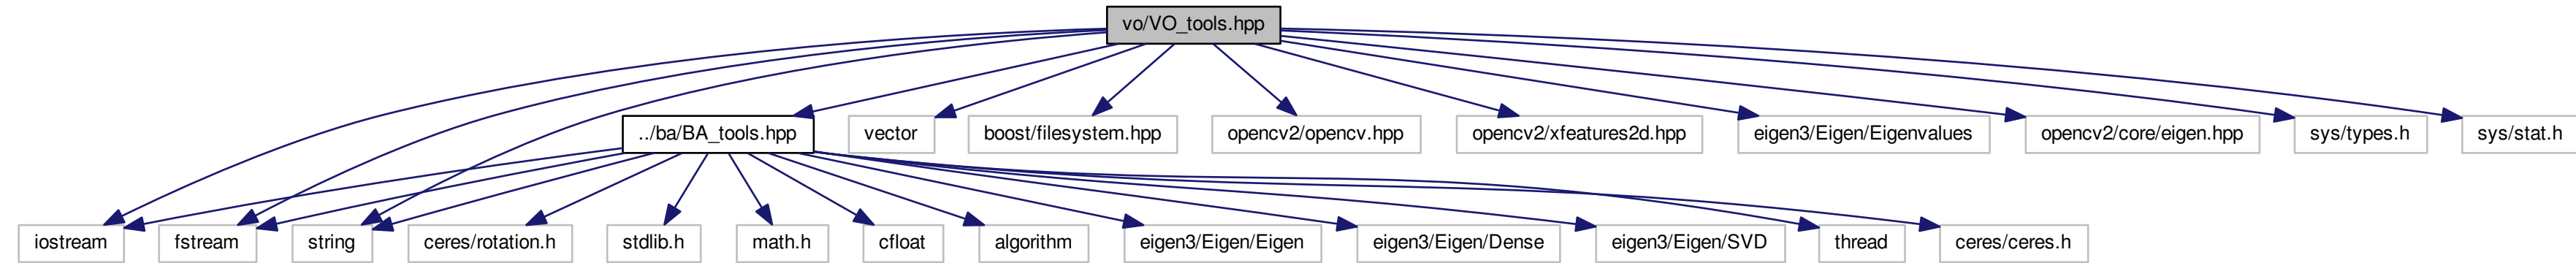 vo/VO_tools.hpp
../ba/BA_tools.hpp
vector
boost/filesystem.hpp
opencv2/opencv.hpp
opencv2/xfeatures2d.hpp
eigen3/Eigen/Eigenvalues
opencv2/core/eigen.hpp
sys/types.h
sys/stat.h
iostream
fstream
string
ceres/rotation.h
stdlib.h
math.h
cfloat
algorithm
eigen3/Eigen/Eigen
eigen3/Eigen/Dense
eigen3/Eigen/SVD
thread
ceres/ceres.h